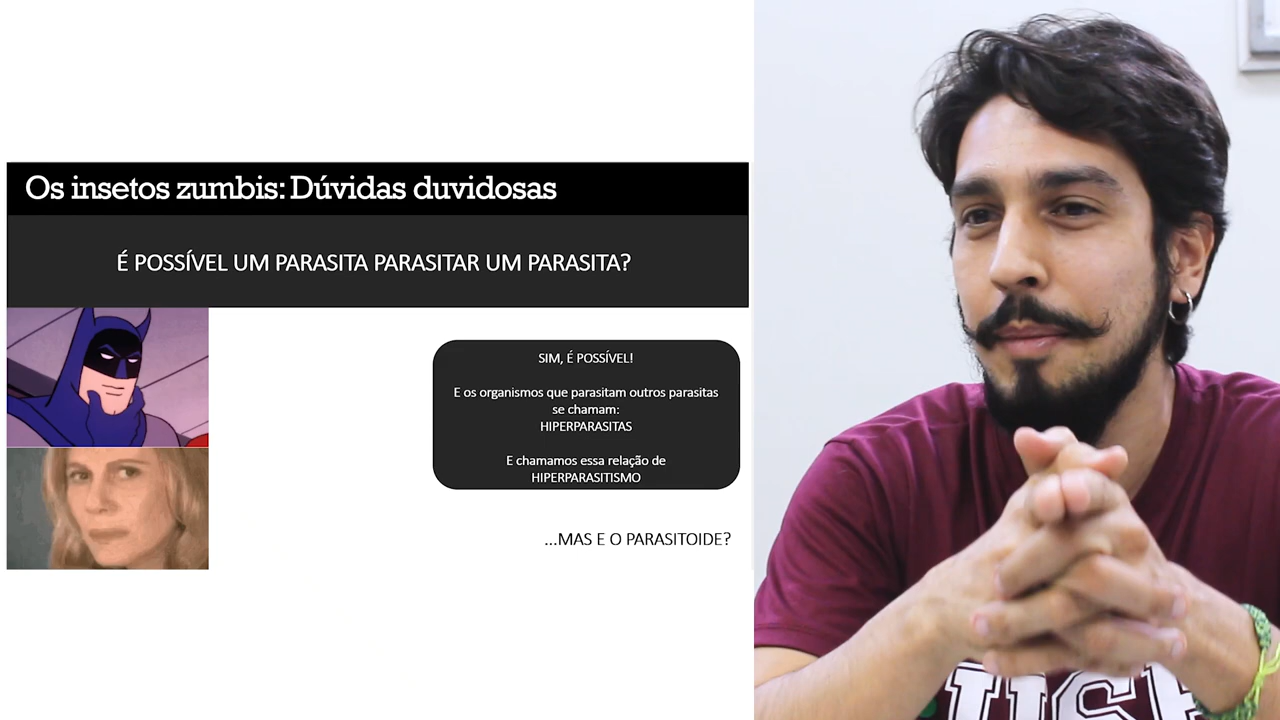 Os insetos zumbis: Dúvidas duvidosas
É POSSÍVEL UM PARASITA PARASITAR UM PARASITA?
SIM, É POSSÍVEL!
E os organismos que parasitam outros parasitas
se chamam:
HIPERPARASITAS
E chamamos essa relação de
HIPERPARASITISMO
...MAS E O PARASITOIDE?
USP